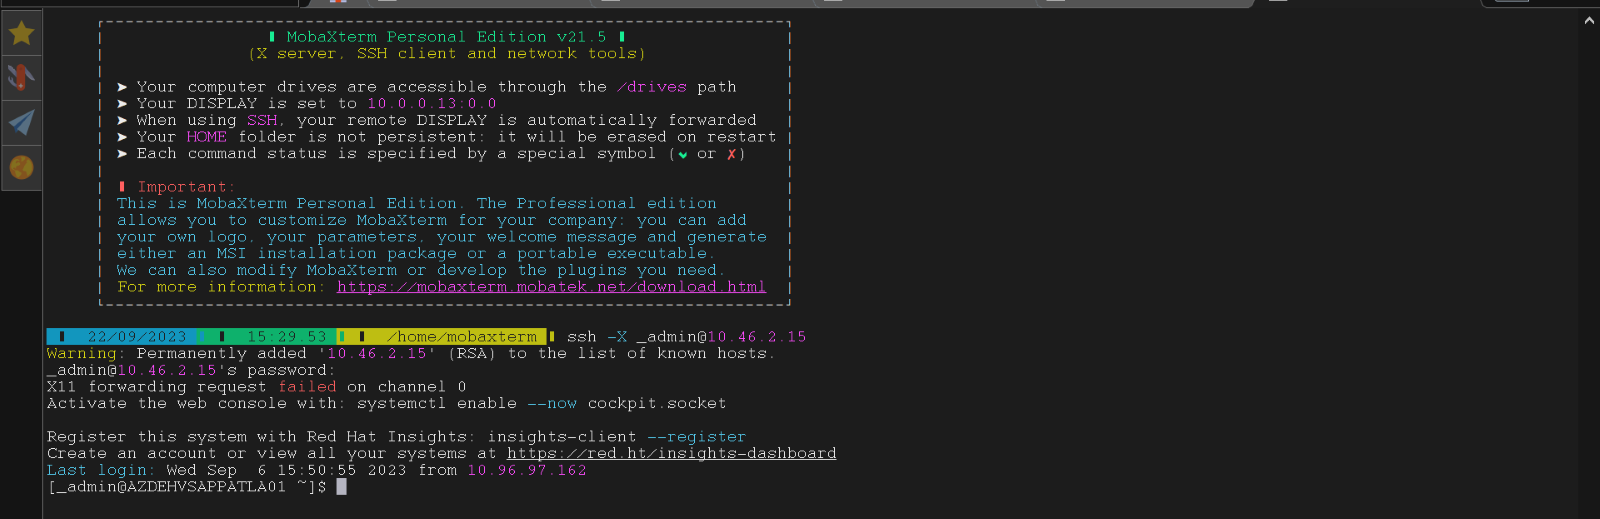 MobaXterm Personal Edition v21.5
(X server, SSH client and network tools)
➤ Your computer drives are accessible through the /drives path
➤ Your DISPLAY is set to 10.0.0.13:0.0
➤ When using SSH, your remote DISPLAY is automatically forwarded
➤ Your HOME folder is not persistent: it will be erased on restart
➤ Each command status is specified by a special symbol (✔ or ✗)
Important:
This is MobaXterm Personal Edition. The Professional edition
allows you to customize MobaXterm for your company: you can add
your own logo, your parameters, your welcome message and generate
either an MSI installation package or a portable executable.
We can also modify MobaXterm or develop the plugins you need.
For more information: https://mobaxterm.mobatek.net/download.html
22/09/2023 15:29.53 /home/mobaxterm ssh -X _admin@10.46.2.15
Warning: Permanently added '10.46.2.15' (RSA) to the list of known hosts.
_admin@10.46.2.15's password:
X11 forwarding request failed on channel 0
Activate the web console with: systemctl enable --now cockpit.socket
Register this system with Red Hat Insights: insights-client --register
Create an account or view all your systems at https://red.ht/insights-dashboard
Last login: Wed Sep  6 15:50:55 2023 from 10.96.97.162
[_admin@AZDEHVSAPPATLA01 ~]$